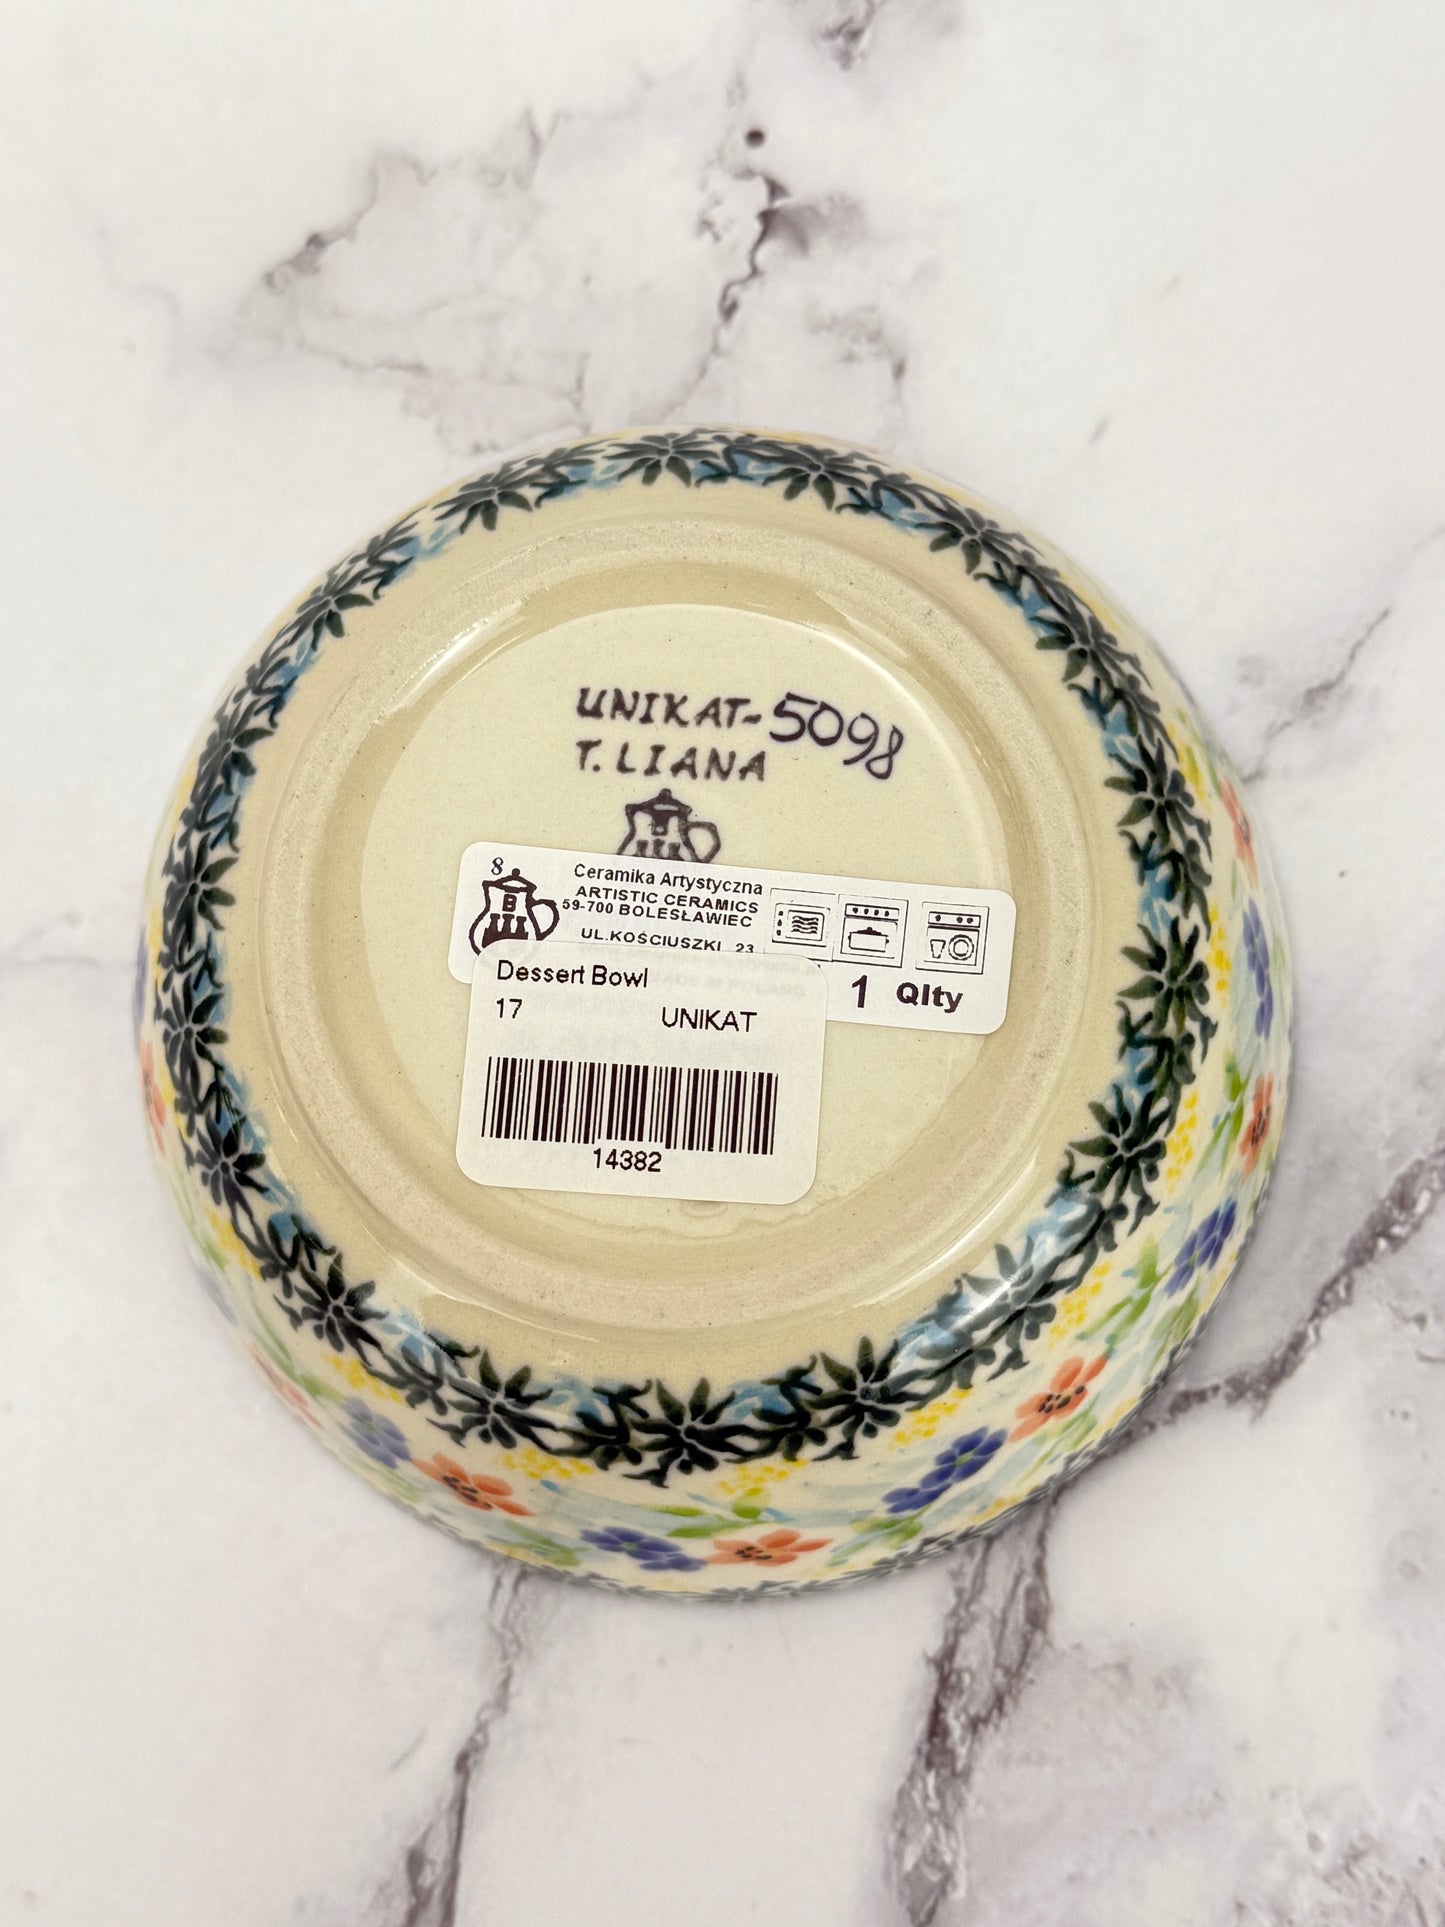 UNIKAT-5098
T. LIANA
8
B
Ceramika Artystyczna
ARTISTIC CERAMICS
59-700 BOLESŁAWIEC
UL.KOŚCIUSZKI 23
1 Qlty
Dessert Bowl
17 UNIKAT
14382